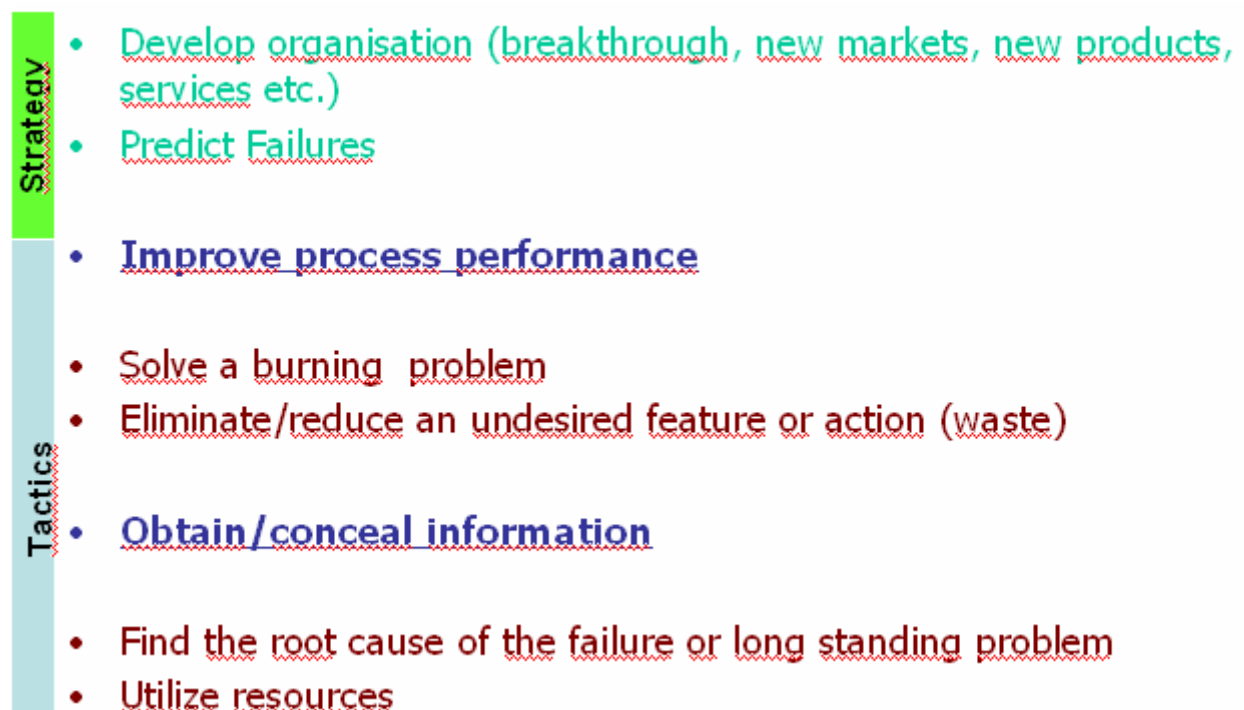 Strategy
• Develop organisation (breakthrough, new markets, new products,
services etc.)
• Predict Failures
Tactics
• Improve process performance
• Solve a burning  problem
• Eliminate/reduce an undesired feature or action (waste)
• Obtain/conceal information
• Find the root cause of the failure or long standing problem
• Utilize resources